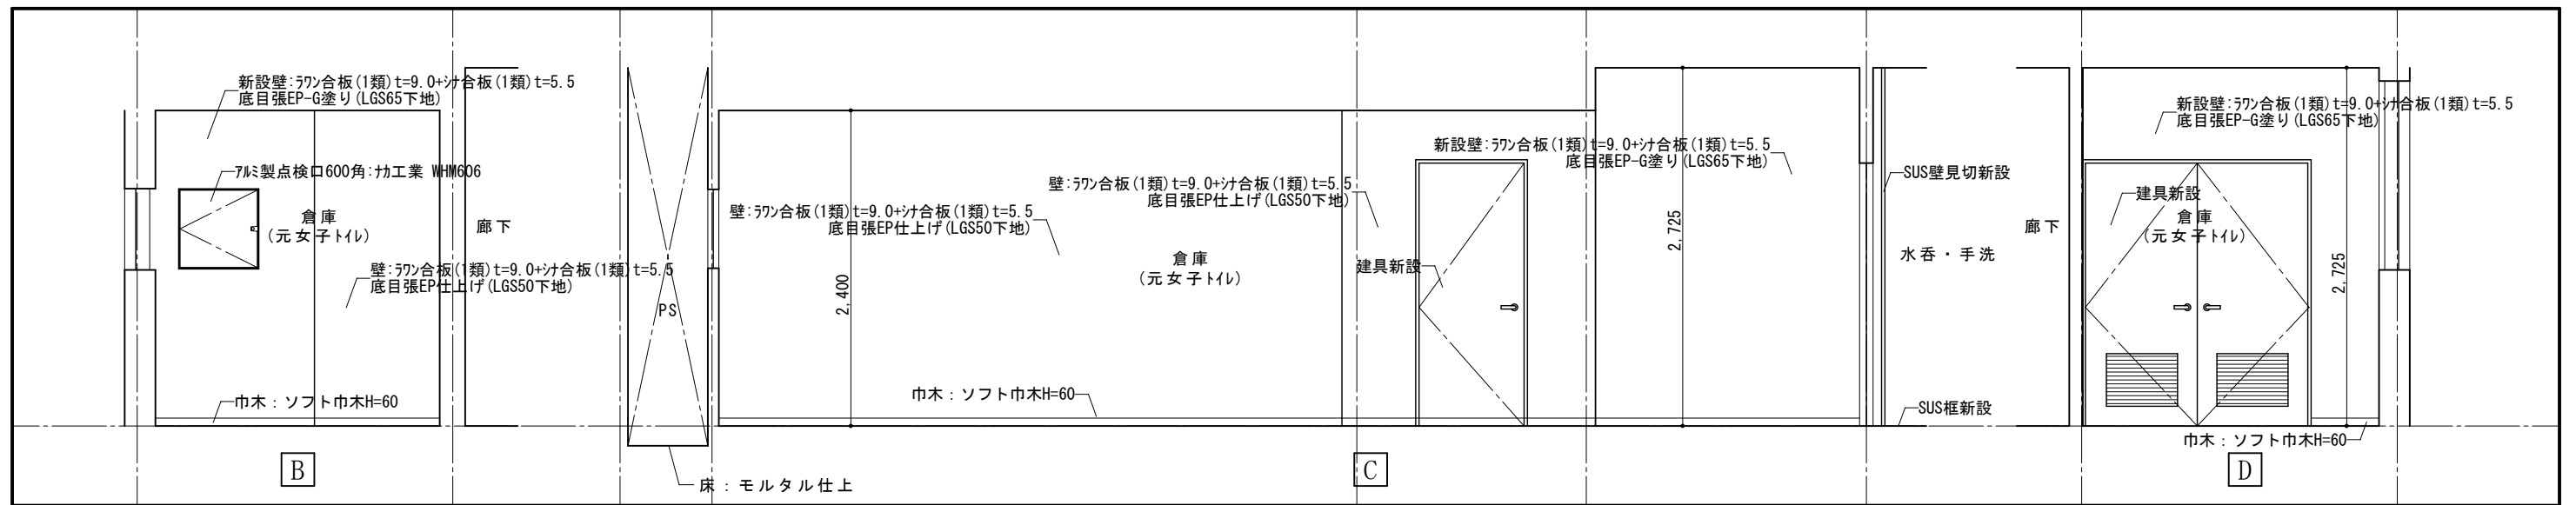 新設壁:ﾗﾜﾝ合板(1類)t=9.0+ｼﾅ合板(1類)t=5.5
底目張EP-G塗り(LGS65下地)
ｱﾙﾐ製点検口600角:ﾅｶ工業 WHM606
倉庫
(元女子ﾄｲﾚ)
壁:ﾗﾜﾝ合板(1類)t=9.0+ｼﾅ合板(1類)t=5.5
底目張EP仕上げ(LGS50下地)
巾木：ソフト巾木H=60
B
廊下
PS
床：モルタル仕上
2,400
壁:ﾗﾜﾝ合板(1類)t=9.0+ｼﾅ合板(1類)t=5.5
底目張EP仕上げ(LGS50下地)
倉庫
(元女子ﾄｲﾚ)
巾木：ソフト巾木H=60
壁:ﾗﾜﾝ合板(1類)t=9.0+ｼﾅ合板(1類)t=5.5
底目張EP仕上げ(LGS50下地)
建具新設
新設壁:ﾗﾜﾝ合板(1類)t=9.0+ｼﾅ合板(1類)t=5.5
底目張EP-G塗り(LGS65下地)
2,725
C
SUS壁見切新設
水呑・手洗
SUS框新設
廊下
新設壁:ﾗﾜﾝ合板(1類)t=9.0+ｼﾅ合板(1類)t=5.5
底目張EP-G塗り(LGS65下地)
建具新設
倉庫
(元女子ﾄｲﾚ)
2,725
巾木：ソフト巾木H=60
D